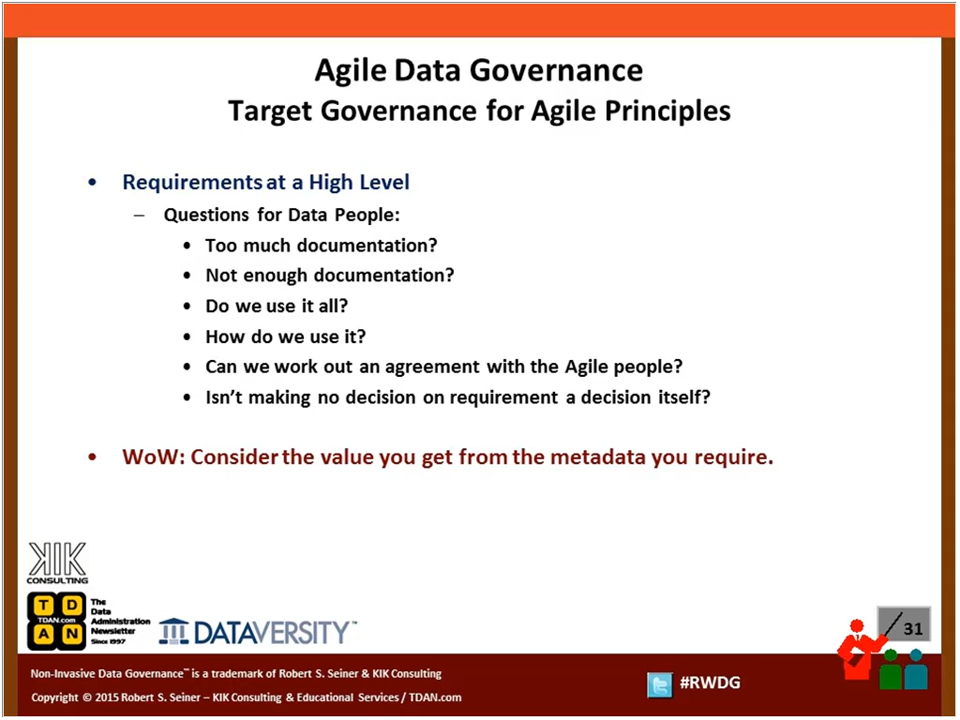 Agile Data Governance
Target Governance for Agile Principles
• Requirements at a High Level
– Questions for Data People:
• Too much documentation?
• Not enough documentation?
• Do we use it all?
• How do we use it?
• Can we work out an agreement with the Agile people?
• Isn't making no decision on requirement a decision itself?
• WoW: Consider the value you get from the metadata you require.
KIK
CONSULTING
T D
TDAN.com
A N
The
Data
Administration
Newsletter
Since 1997
DATAVERSITY™
31
Non-Invasive Data Governance™ is a trademark of Robert S. Seiner & KIK Consulting
Copyright © 2015 Robert S. Seiner – KIK Consulting & Educational Services / TDAN.com
#RWDG